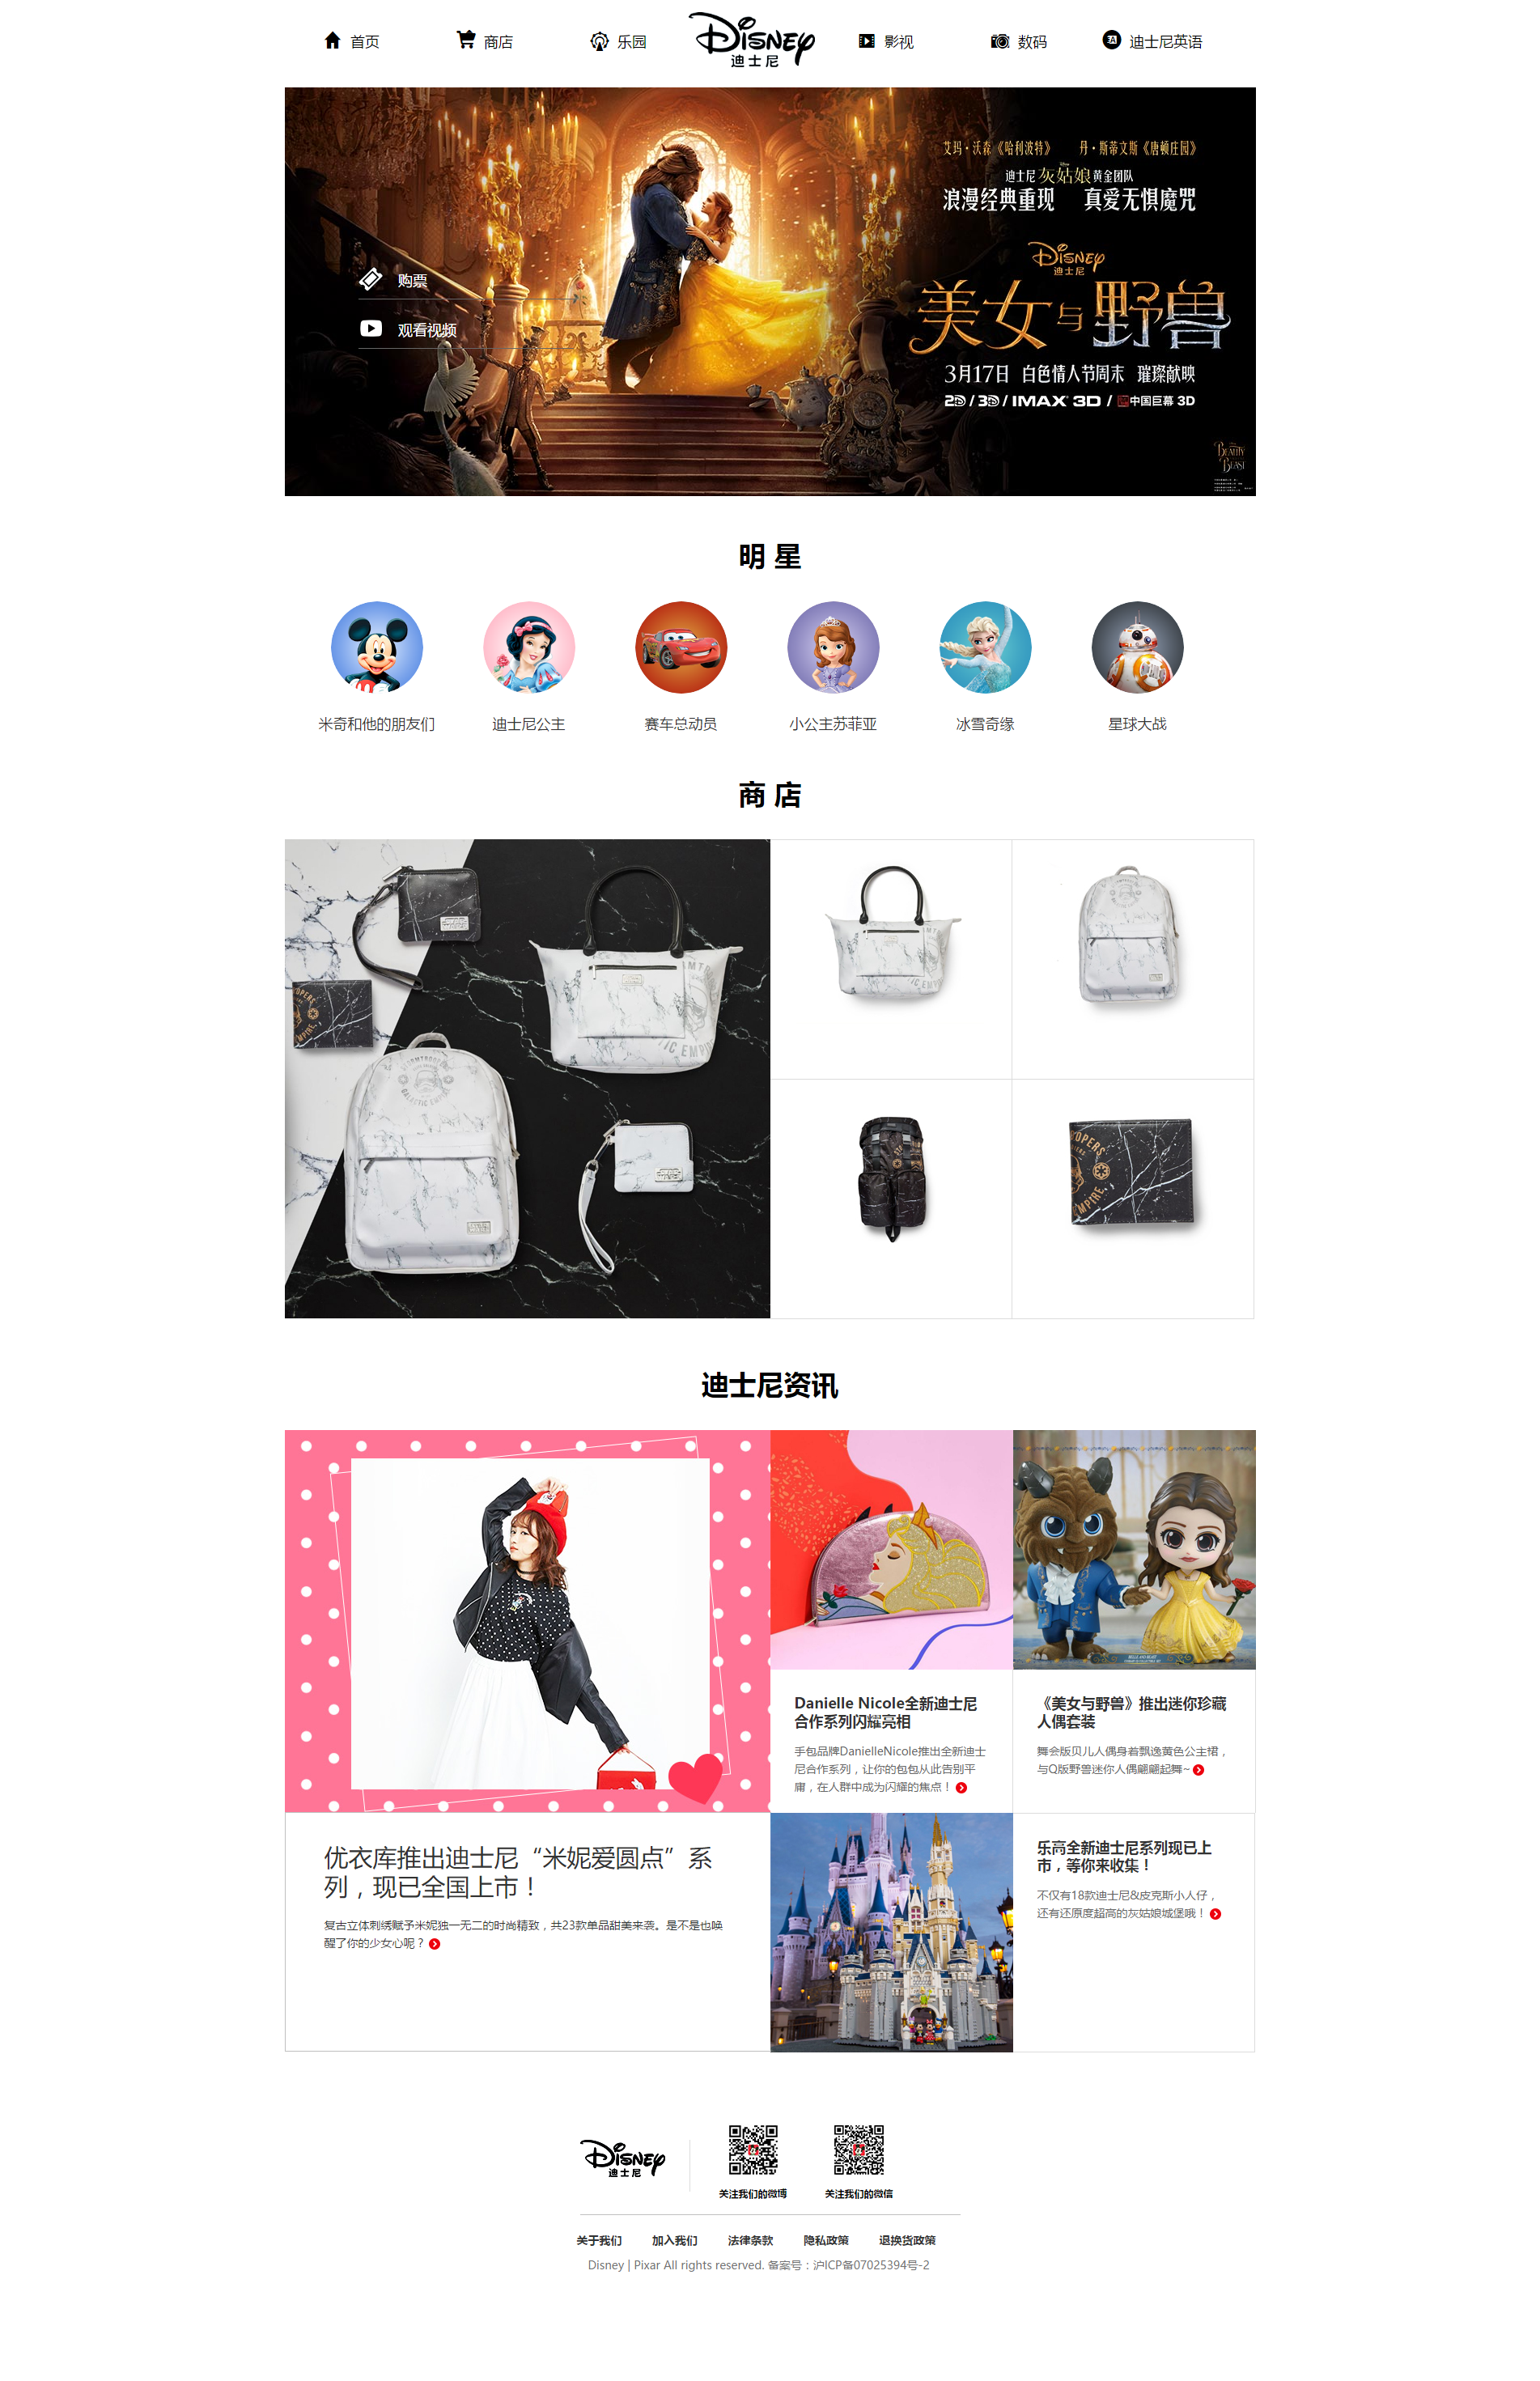 首页
商店
乐园
Disney
迪士尼
影视
数码
迪士尼英语
艾玛·沃森《哈利波特》 丹·斯蒂文斯《唐顿庄园》
迪士尼灰姑娘黄金团队
浪漫经典重现 真爱无惧魔咒
Disney
迪士尼
美女与野兽
3月17日 白色情人节周末 璀璨献映
2D / 3D / IMAX 3D / 中国巨幕 3D
Beauty
Beast
购票
观看视频
明 星
米奇和他的朋友们
迪士尼公主
赛车总动员
小公主苏菲亚
冰雪奇缘
星球大战
商 店
迪士尼资讯
Danielle Nicole全新迪士尼
合作系列闪耀亮相
手包品牌DanielleNicole推出全新迪士
尼合作系列，让你的包包从此告别平
庸，在人群中成为闪耀的焦点！
《美女与野兽》推出迷你珍藏
人偶套装
舞会版贝儿人偶身着飘逸黄色公主裙，
与Q版野兽迷你人偶翩翩起舞~
优衣库推出迪士尼“米妮爱圆点”系
列，现已全国上市！
复古立体刺绣赋予米妮独一无二的时尚精致，共23款单品甜美来袭。是不是也唤
醒了你的少女心呢？
乐高全新迪士尼系列现已上
市，等你来收集！
不仅有18款迪士尼&皮克斯小人仔，
还有还原度超高的灰姑娘城堡哦！
Disney
迪士尼
关注我们的微博
关注我们的微信
关于我们
加入我们
法律条款
隐私政策
退换货政策
Disney | Pixar All rights reserved. 备案号：沪ICP备07025394号-2